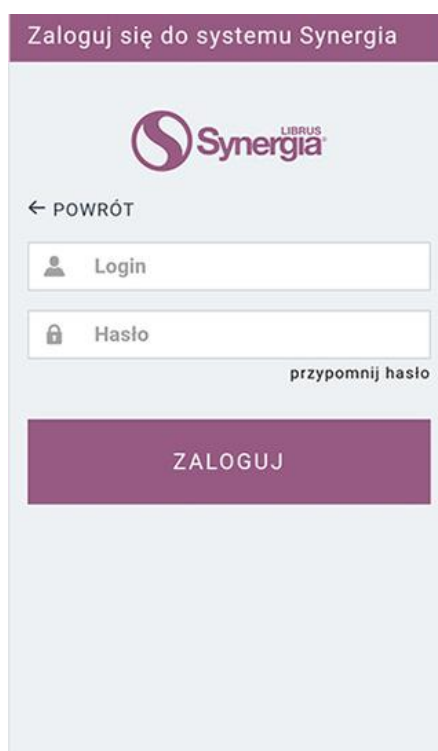 Zaloguj się do systemu Synergia
LIBRUS
Synergia
← POWRÓT
Login
Hasło
przypomnij hasło
ZALOGUJ